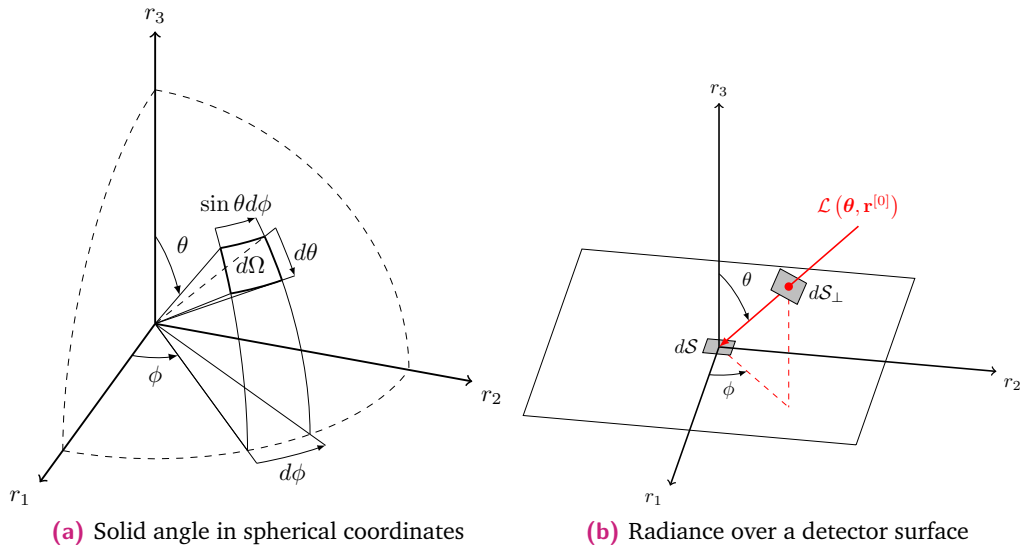 r₃
sin θdϕ
θ
dΩ
dθ
ϕ
dϕ
r₂
r₁
(a) Solid angle in spherical coordinates
r₃
𝓛 (𝜽, 𝐫^[0])
θ
d𝒮⊥
d𝒮
ϕ
r₂
r₁
(b) Radiance over a detector surface